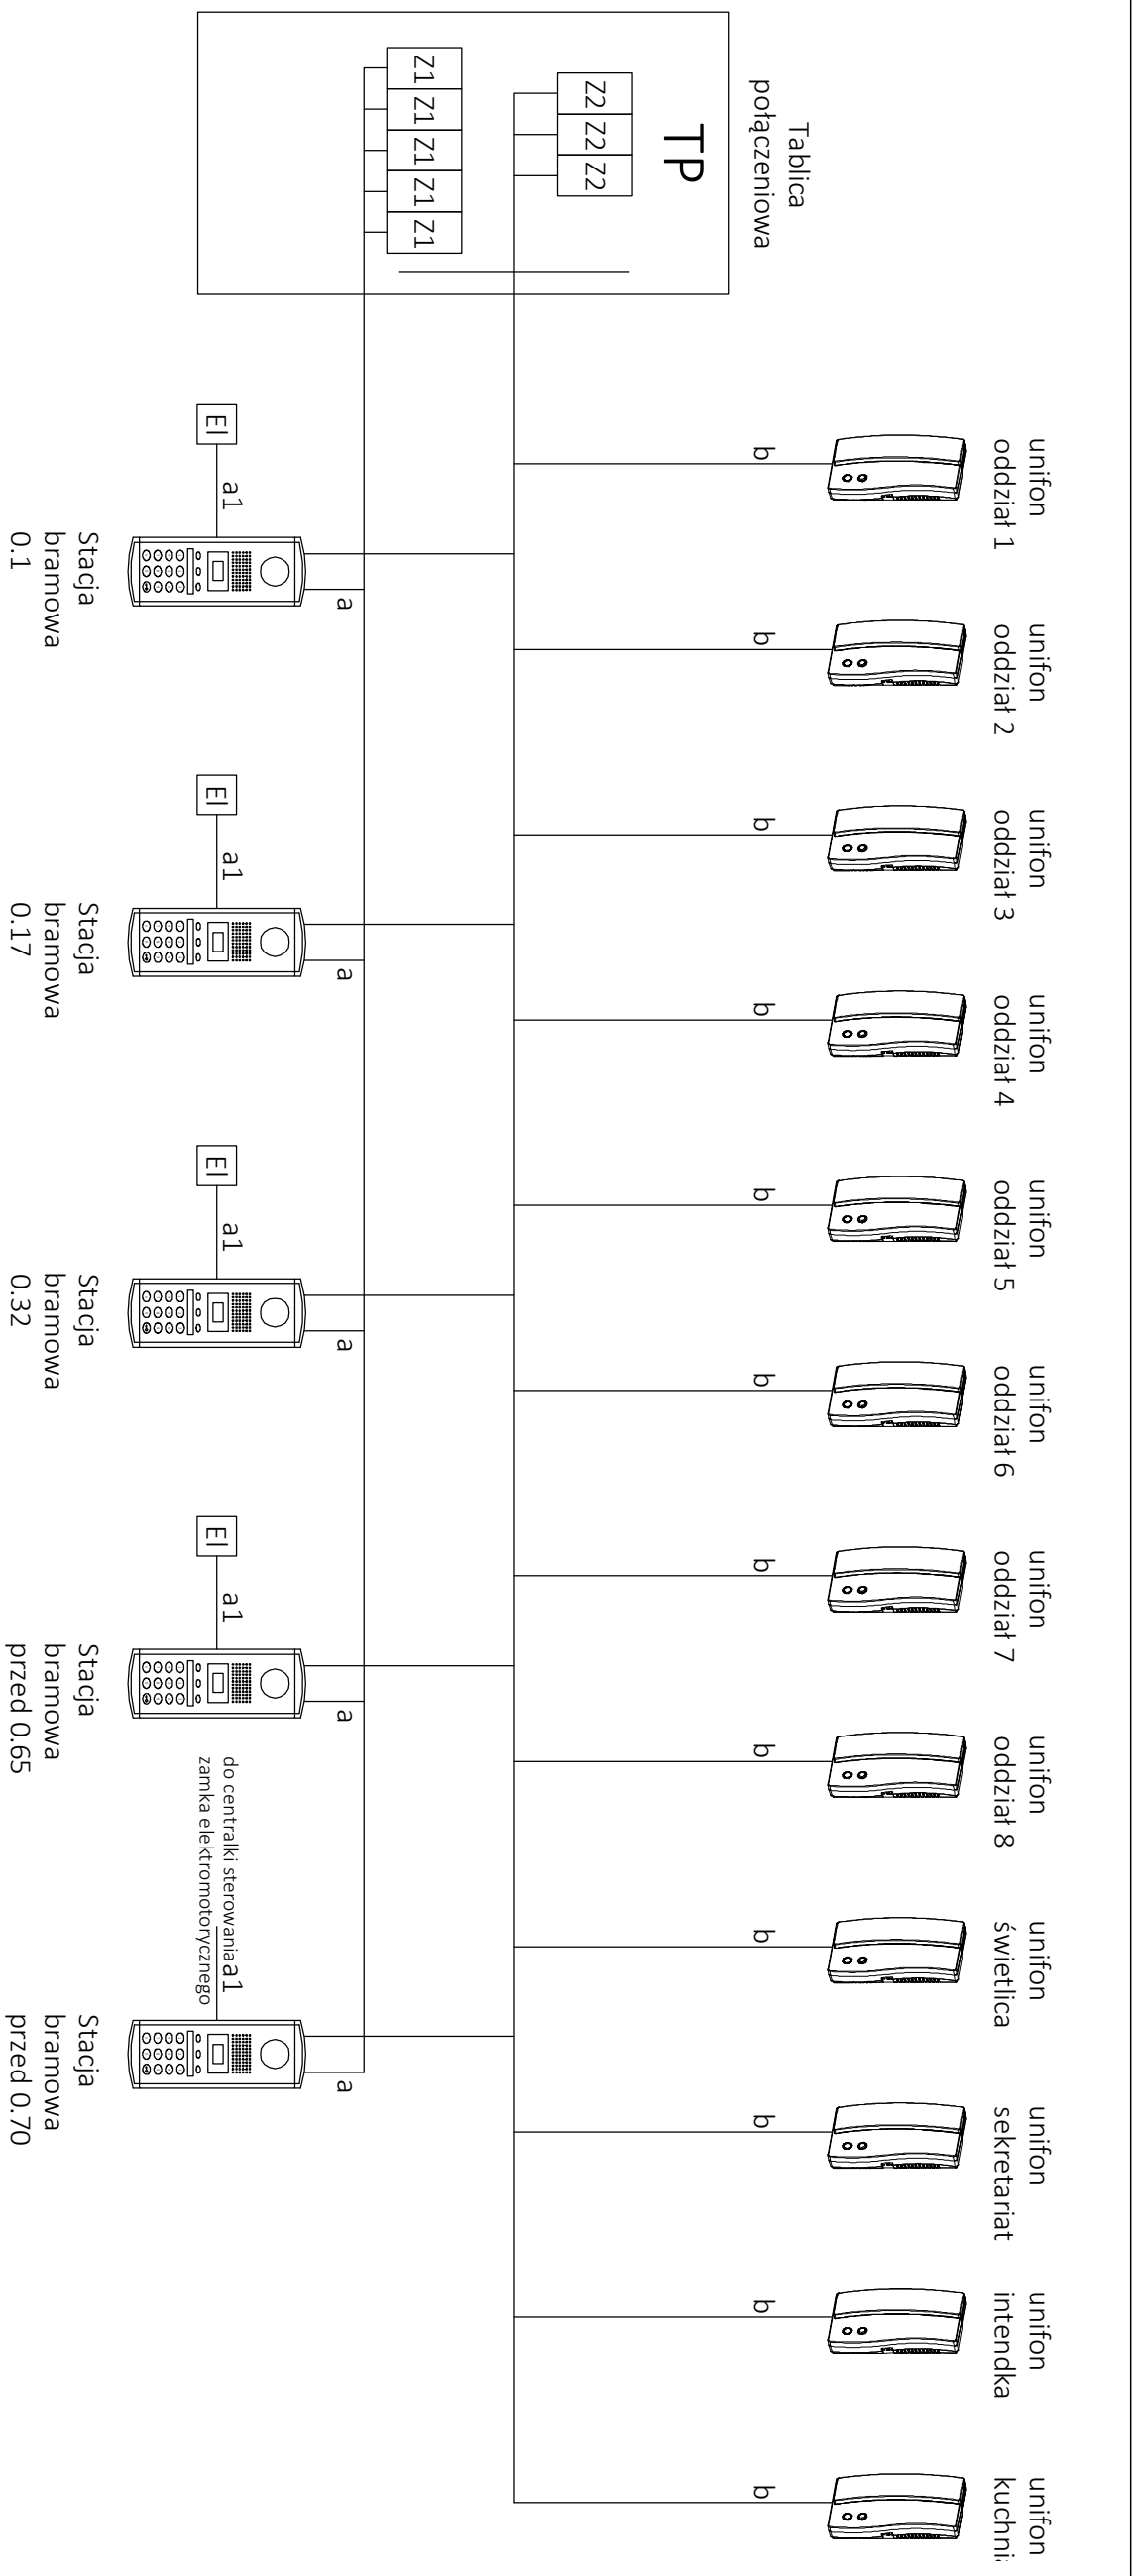 Tablica
połączeniowa
TP
Z2
Z2
Z2
Z1
Z1
Z1
Z1
Z1
unifon
oddział 1
unifon
oddział 2
unifon
oddział 3
unifon
oddział 4
unifon
oddział 5
unifon
oddział 6
unifon
oddział 7
unifon
oddział 8
unifon
świetlica
unifon
sekretariat
unifon
intendka
unifon
b
b
b
b
b
b
b
b
b
b
b
b
a
a
a
a
a
El
a1
El
a1
El
a1
El
a1
do centralki sterowania
zamka elektromotorycznego
a1
Stacja
bramowa
0.1
Stacja
bramowa
0.17
Stacja
bramowa
0.32
Stacja
bramowa
przed 0.65
Stacja
bramowa
przed 0.70